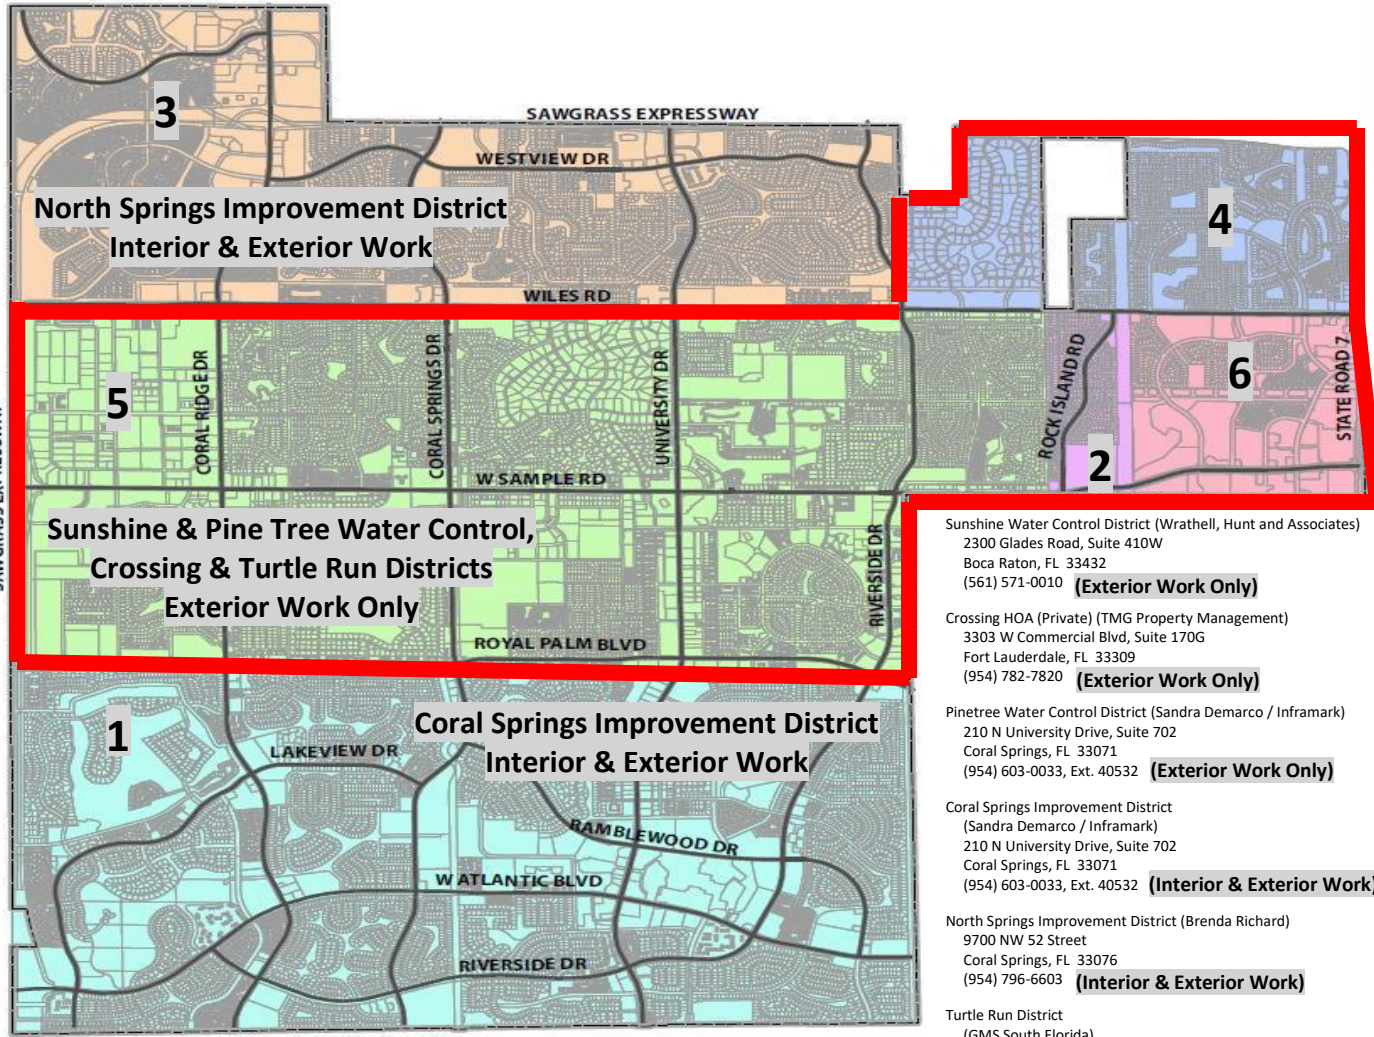 SAWGRASS EXPRESSWAY
3
WESTVIEW DR
North Springs Improvement District
Interior & Exterior Work
4
WILES RD
5
CORAL RIDGE DR
CORAL SPRINGS DR
UNIVERSITY DR
ROCK ISLAND RD
6
STATE ROAD 7
2
W SAMPLE RD
Sunshine & Pine Tree Water Control,
Crossing & Turtle Run Districts
Exterior Work Only
RIVERSIDE DR
ROYAL PALM BLVD
1
Coral Springs Improvement District
Interior & Exterior Work
LAKEVIEW DR
RAMBLEWOOD DR
W ATLANTIC BLVD
RIVERSIDE DR
Sunshine Water Control District (Wrathell, Hunt and Associates)
2300 Glades Road, Suite 410W
Boca Raton, FL 33432
(561) 571-0010 (Exterior Work Only)
Crossing HOA (Private) (TMG Property Management)
3303 W Commercial Blvd, Suite 170G
Fort Lauderdale, FL 33309
(954) 782-7820 (Exterior Work Only)
Pinetree Water Control District (Sandra Demarco / Inframark)
210 N University Drive, Suite 702
Coral Springs, FL 33071
(954) 603-0033, Ext. 40532 (Exterior Work Only)
Coral Springs Improvement District
(Sandra Demarco / Inframark)
210 N University Drive, Suite 702
Coral Springs, FL 33071
(954) 603-0033, Ext. 40532 (Interior & Exterior Work)
North Springs Improvement District (Brenda Richard)
9700 NW 52 Street
Coral Springs, FL 33076
(954) 796-6603 (Interior & Exterior Work)
Turtle Run District
(GMS South Florida)